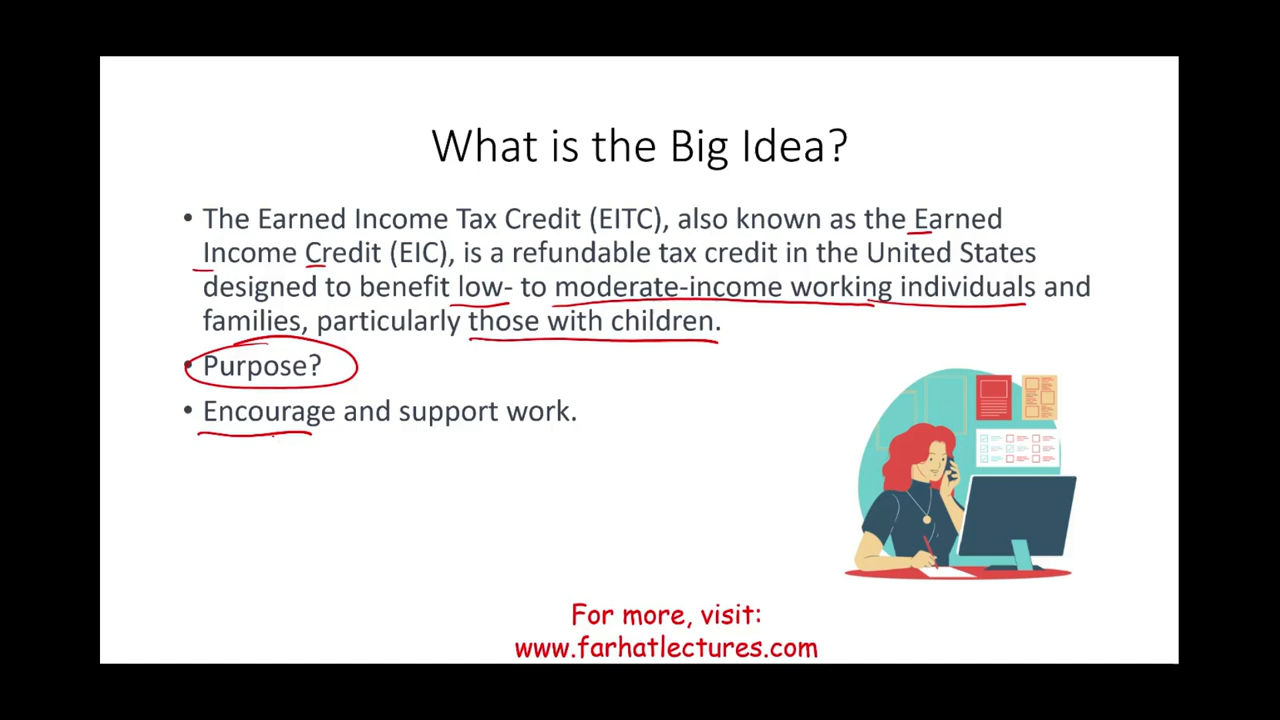 What is the Big Idea?
• The Earned Income Tax Credit (EITC), also known as the Earned
Income Credit (EIC), is a refundable tax credit in the United States
designed to benefit low- to moderate-income working individuals and
families, particularly those with children.
• Purpose?
• Encourage and support work.
For more, visit:
www.farhatlectures.com